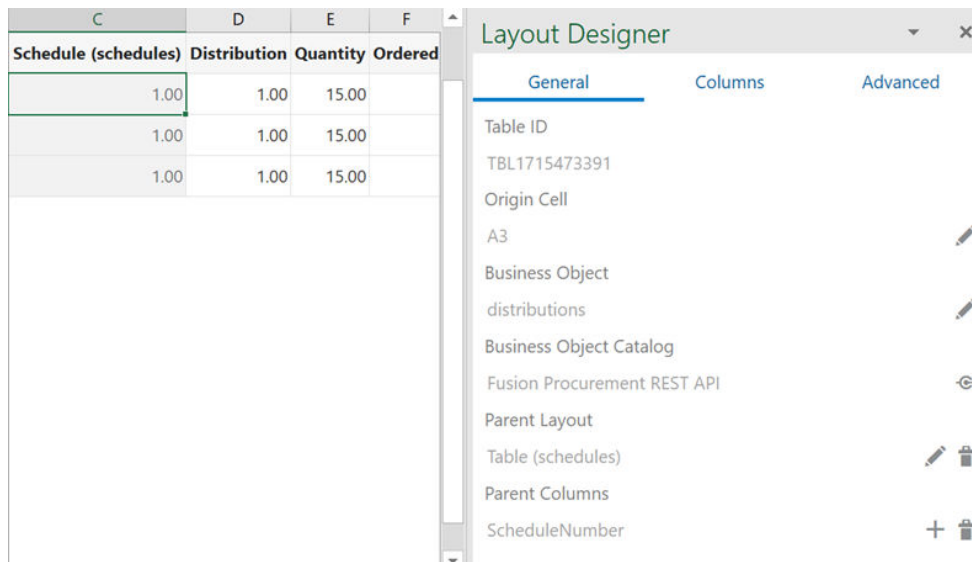 C D E F
Schedule (schedules) Distribution Quantity Ordered
1.00 1.00 15.00
1.00 1.00 15.00
1.00 1.00 15.00
Layout Designer
General Columns Advanced
Table ID
TBL1715473391
Origin Cell
A3
Business Object
distributions
Business Object Catalog
Fusion Procurement REST API
Parent Layout
Table (schedules)
Parent Columns
ScheduleNumber